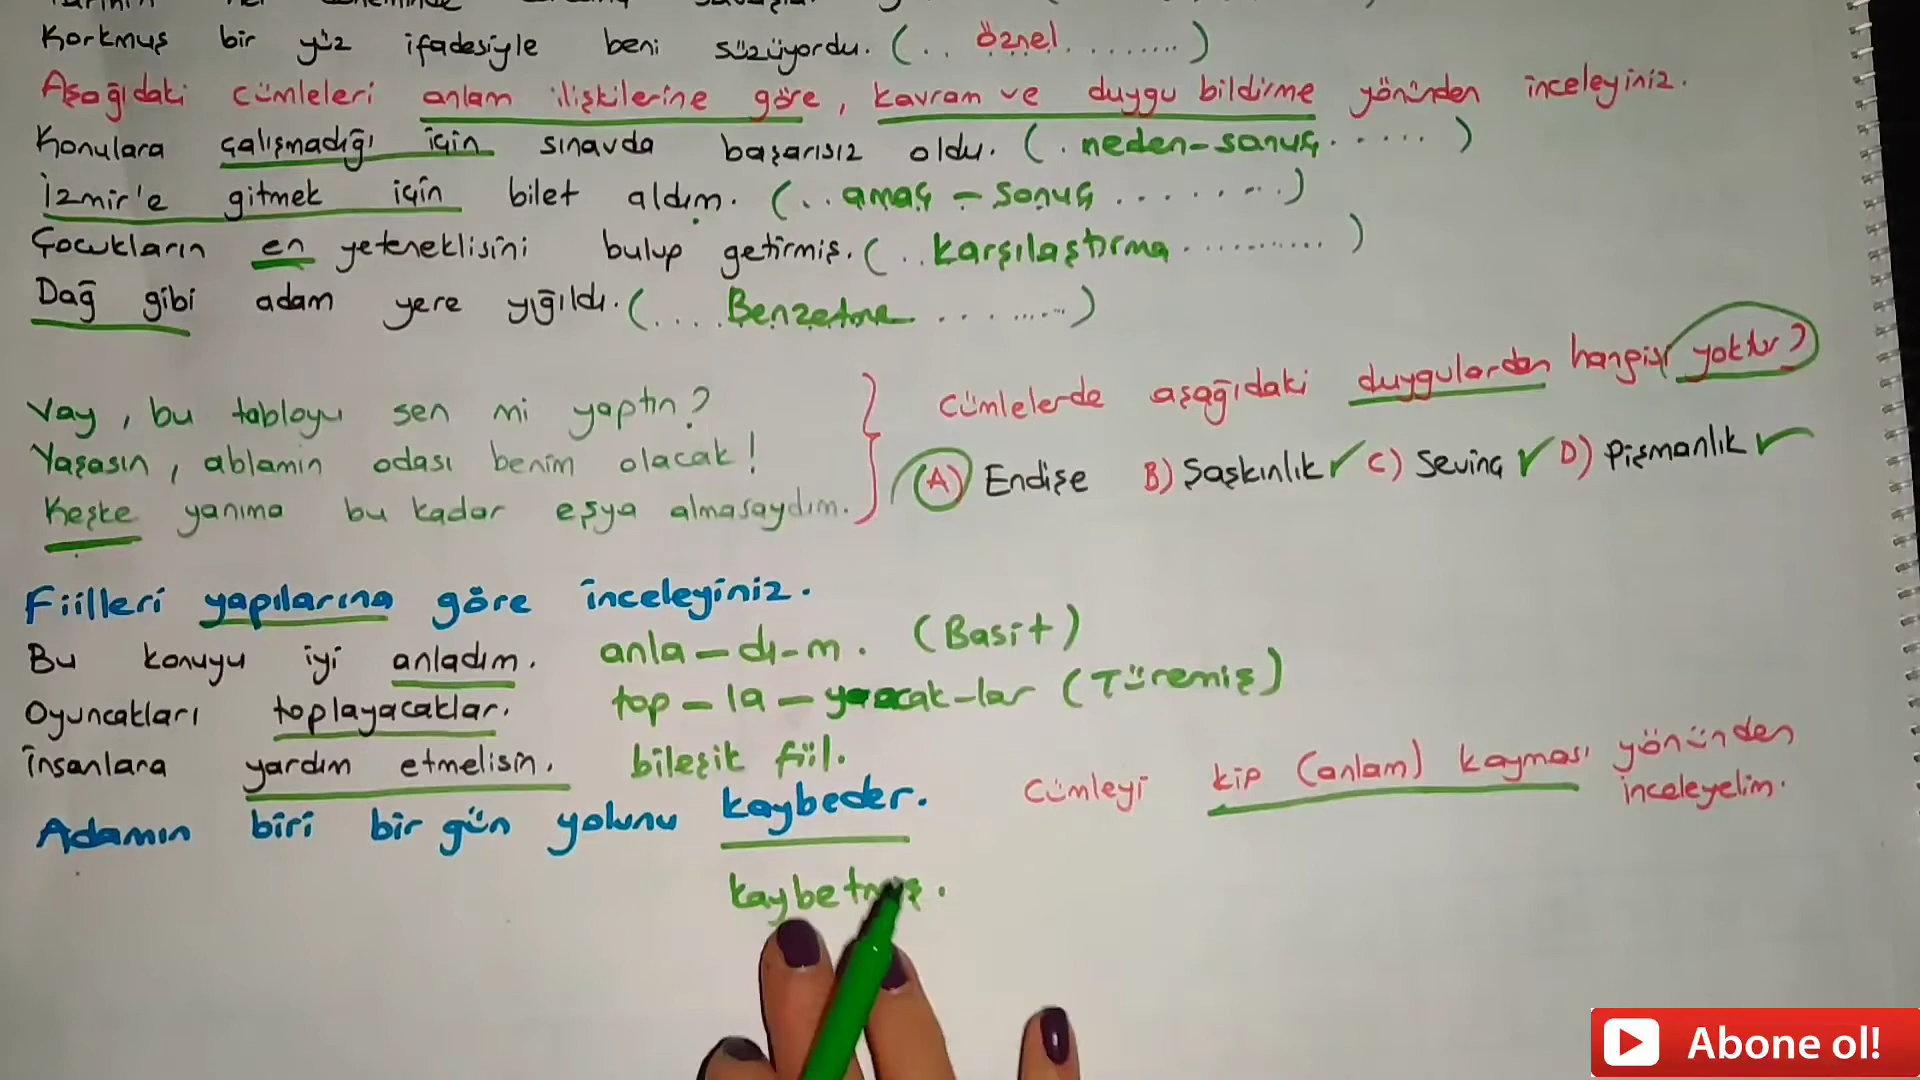 Korkmuş bir yüz ifadesiyle beni süzüyordu. (.. öznel ........)
Aşağıdaki cümleleri anlam ilişkilerine göre, kavram ve duygu bildirme yönünden inceleyiniz.
Konulara çalışmadığı için sınavda başarısız oldu. (. neden-sonuç. ..... )
İzmir'e gitmek için bilet aldım. (.. amaç - sonuç ........)
Çocukların en yeteneklisini bulup getirmiş. (.. Karşılaştırma ...........)
Dağ gibi adam yere yığıldı. (.... Benzetme ..........)
Vay, bu tabloyu sen mi yaptın?
Yaşasın, ablamın odası benim olacak!
Keşke yanıma bu kadar eşya almasaydım.
Cümlelerde aşağıdaki duygulardan hangisi yoktur?
A) Endişe B) Şaşkınlık ✓ C) Sevinç ✓ D) Pişmanlık ✓
Fiilleri yapılarına göre inceleyiniz.
Bu konuyu iyi anladım. anla-dı-m. (Basit)
Oyuncakları toplayacaklar. top-la-yacak-lar (Türemiş)
İnsanlara yardım etmelisin. bileşik fiil.
Adamın biri bir gün yolunu kaybeder. Cümleyi kip (anlam) kayması yönünden
inceleyelim.
kaybetmiş.
Abone ol!